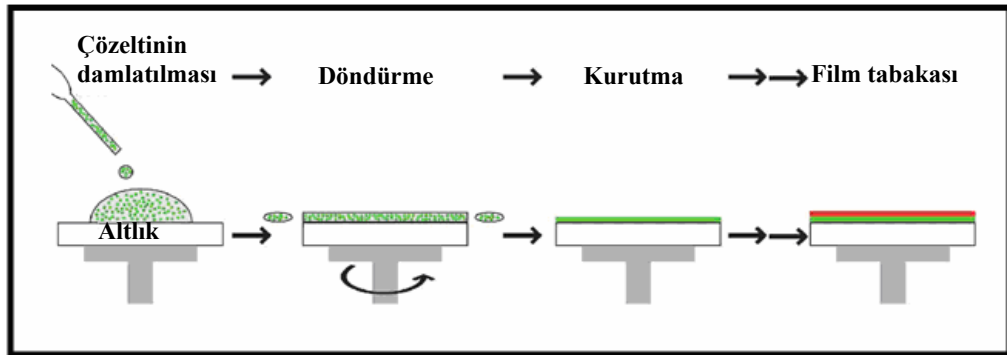 Çözeltinin
damlatılması
Döndürme
Kurutma
Film tabakası
Altlık